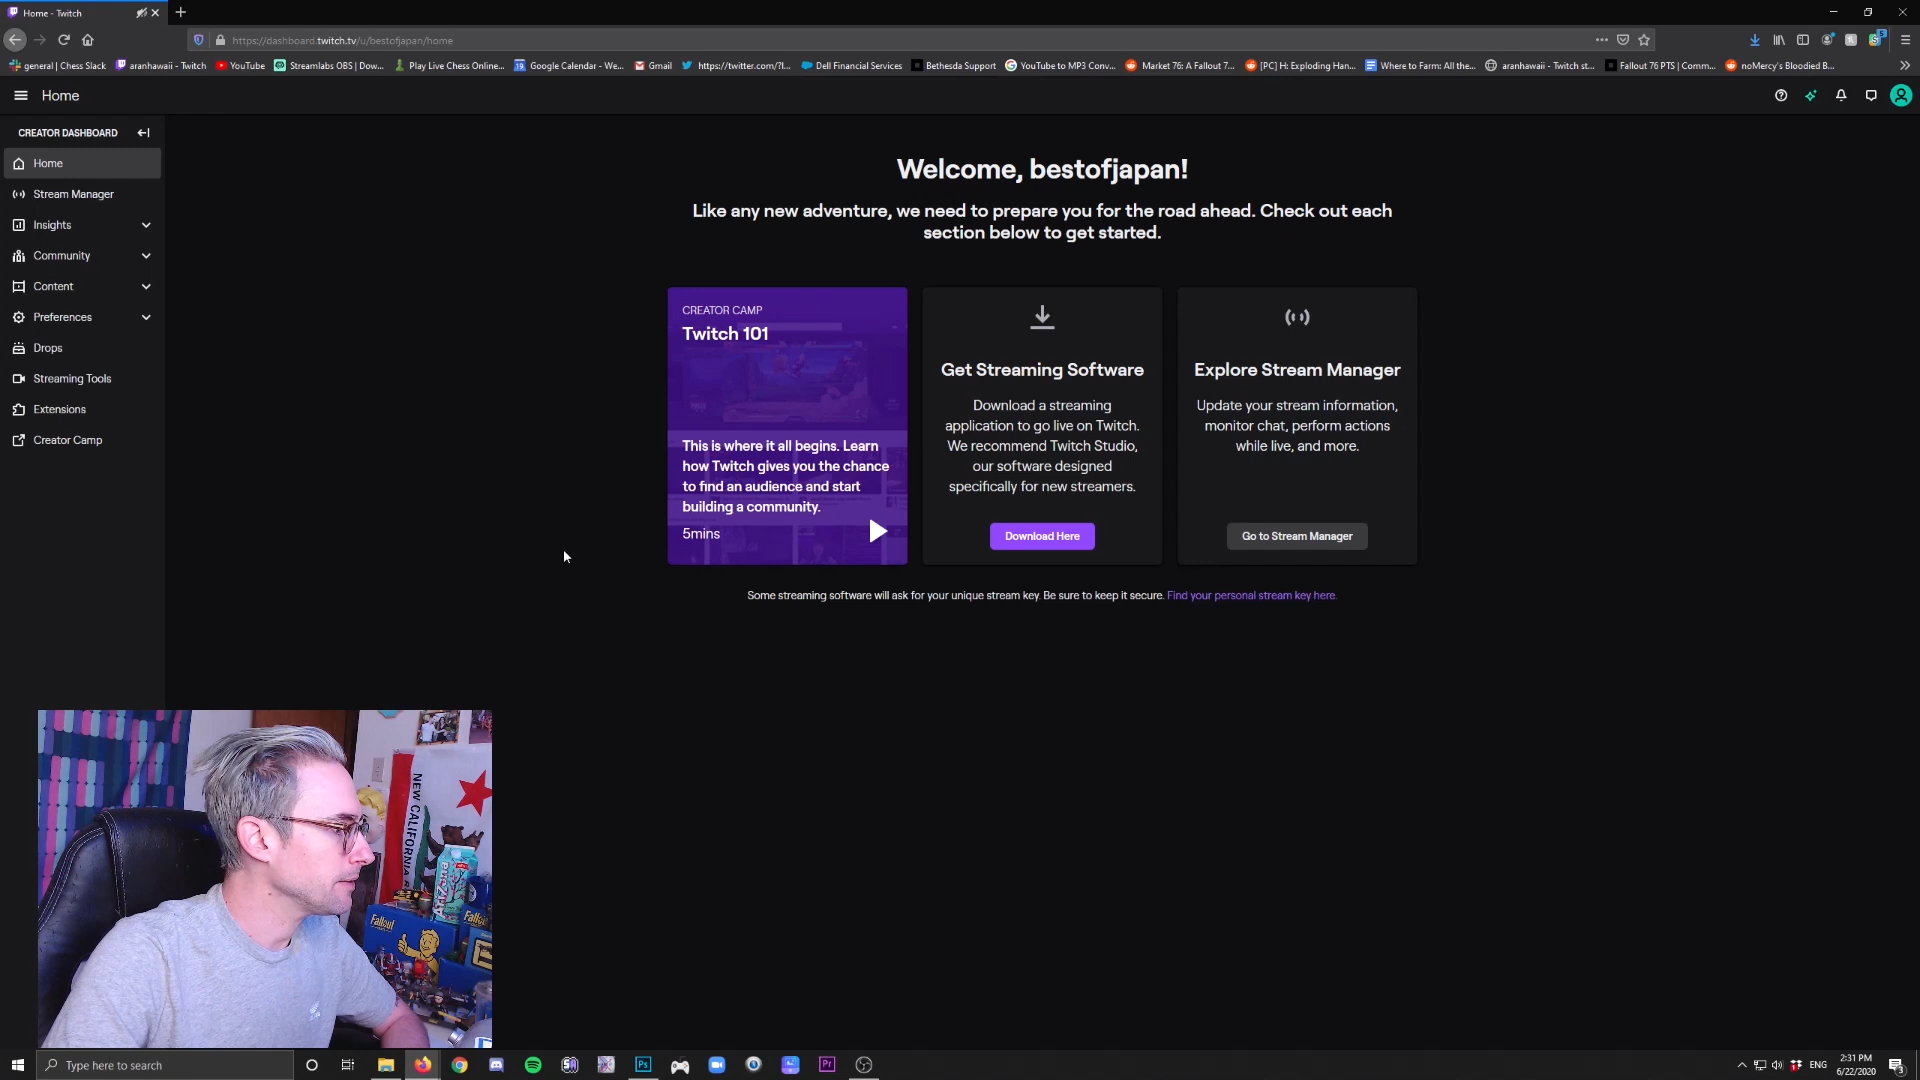 Home - Twitch
https://dashboard.twitch.tv/u/bestofjapan/home
general | Chess Slack
aranhawaii - Twitch
YouTube
Streamlabs OBS | Dow...
Play Live Chess Online...
Google Calendar - We...
Gmail
https://twitter.com/?l...
Dell Financial Services
Bethesda Support
YouTube to MP3 Conv...
Market 76: A Fallout 7...
[PC] H: Exploding Han...
Where to Farm: All the...
aranhawaii - Twitch st...
Fallout 76 PTS | Comm...
noMercy's Bloodied B...
Home
CREATOR DASHBOARD
Home
Stream Manager
Insights
Community
Content
Preferences
Drops
Streaming Tools
Extensions
Creator Camp
Welcome, bestofjapan!
Like any new adventure, we need to prepare you for the road ahead. Check out each
section below to get started.
CREATOR CAMP
Twitch 101
This is where it all begins. Learn
how Twitch gives you the chance
to find an audience and start
building a community.
5mins
Get Streaming Software
Download a streaming
application to go live on Twitch.
We recommend Twitch Studio,
our software designed
specifically for new streamers.
Download Here
Explore Stream Manager
Update your stream information,
monitor chat, perform actions
while live, and more.
Go to Stream Manager
Some streaming software will ask for your unique stream key. Be sure to keep it secure. Find your personal stream key here.
NEW CALIFORNIA
AriZona
Fallout
Fallout
Type here to search
Ps
Pr
ENG
2:31 PM
6/22/2020